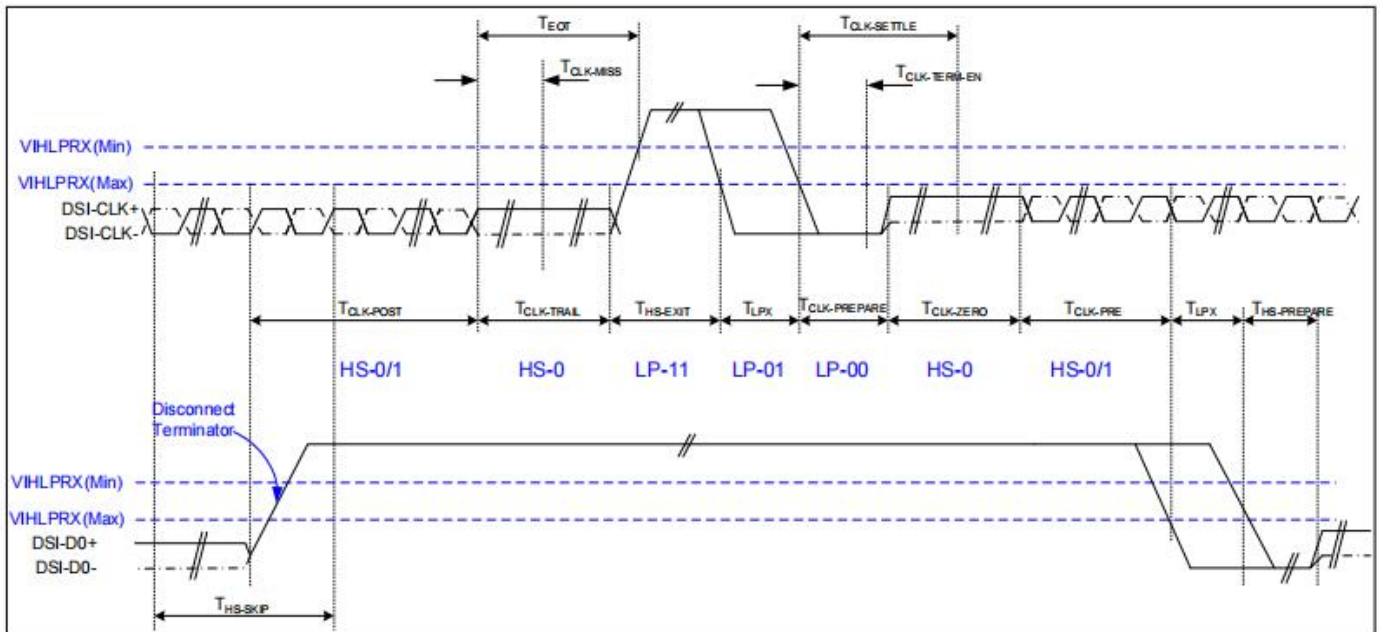 TEOT
TCLK-SETTLE
TCLK-MISS
TCLK-TERM-EN
VIHLPRX(Min)
VIHLPRX(Max)
DSI-CLK+
DSI-CLK-
TCLK-POST
TCLK-TRAIL
THS-EXIT
TLPX
TCLK-PREPARE
TCLK-ZERO
TCLK-PRE
TLPX
THS-PREPARE
HS-0/1
HS-0
LP-11
LP-01
LP-00
HS-0
HS-0/1
Disconnect
Terminator
VIHLPRX(Min)
VIHLPRX(Max)
DSI-D0+
DSI-D0-
THS-SKIP